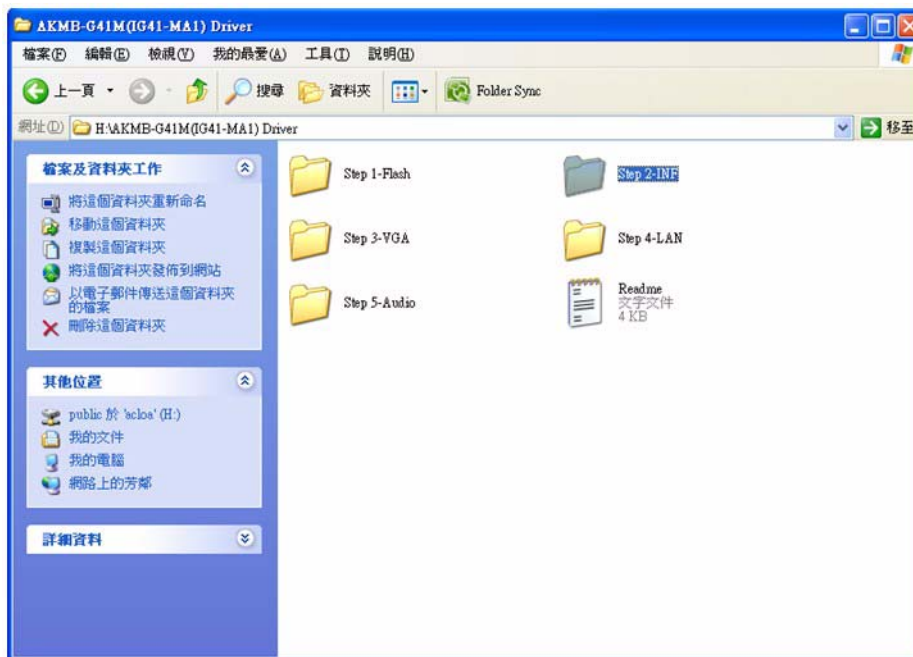 AKMB-G41M(IG41-MA1) Driver
檔案(F) 編輯(E) 檢視(V) 我的最愛(A) 工具(T) 說明(H)
上一頁 搜尋 資料夾 Folder Sync
網址(D) H:\AKMB-G41M(IG41-MA1) Driver 移至
檔案及資料夾工作
將這個資料夾重新命名
移動這個資料夾
複製這個資料夾
將這個資料夾發佈到網站
以電子郵件傳送這個資料夾
的檔案
刪除這個資料夾
其他位置
public 於 'acloa' (H:)
我的文件
我的電腦
網路上的芳鄰
詳細資料
Step 1-Flash
Step 2-INF
Step 3-VGA
Step 4-LAN
Step 5-Audio
Readme
文字文件
4 KB